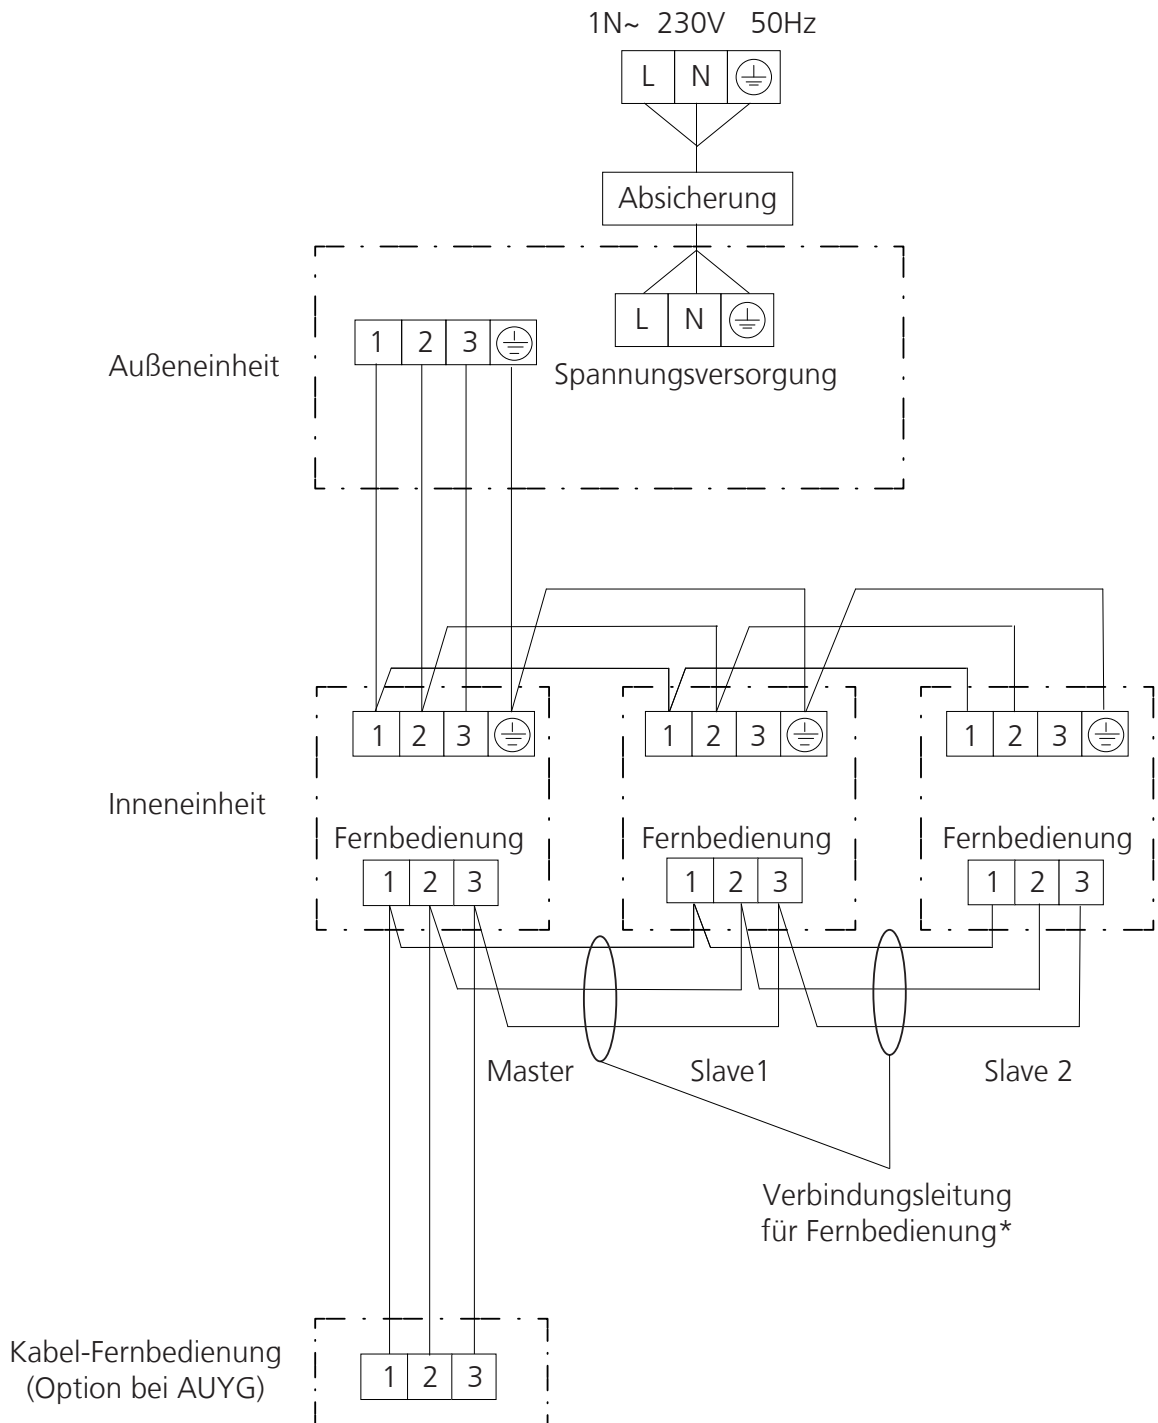 1N~ 230V 50Hz
L N
Absicherung
L N
1 2 3
Außeneinheit
Spannungsversorgung
1 2 3
1 2 3
1 2 3
Inneneinheit
Fernbedienung
Fernbedienung
Fernbedienung
1 2 3
1 2 3
1 2 3
Master
Slave1
Slave 2
Verbindungsleitung
für Fernbedienung*
Kabel-Fernbedienung
(Option bei AUYG)
1 2 3